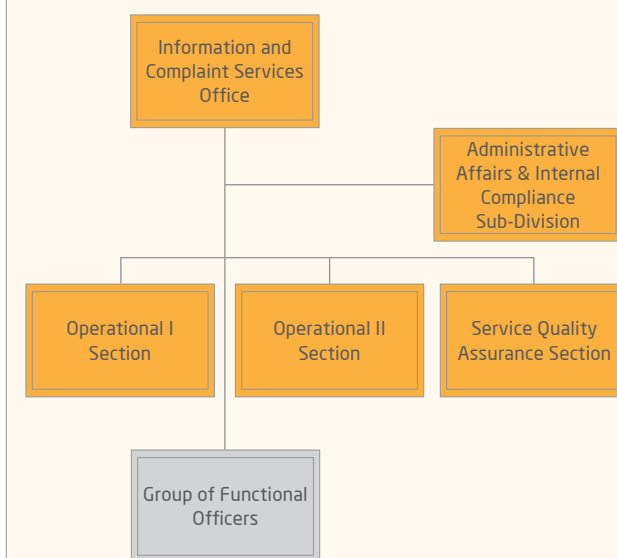 Information and
Complaint Services
Office
Administrative
Affairs & Internal
Compliance
Sub-Division
Operational I
Section
Operational II
Section
Service Quality
Assurance Section
Group of Functional
Officers